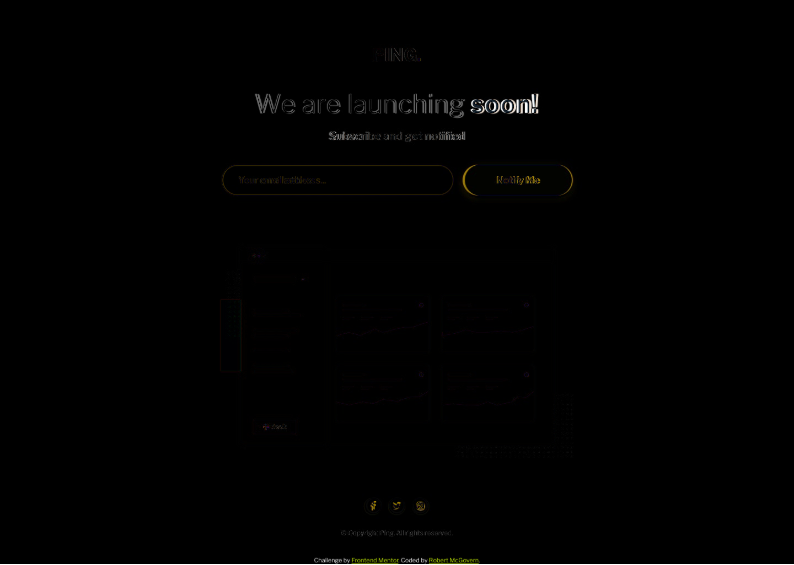 PING.
We are launching soon!
Subscribe and get notified
Your email address...
Notify Me
© Copyright Ping. All rights reserved.
Challenge by Frontend Mentor. Coded by Robert McGovern.